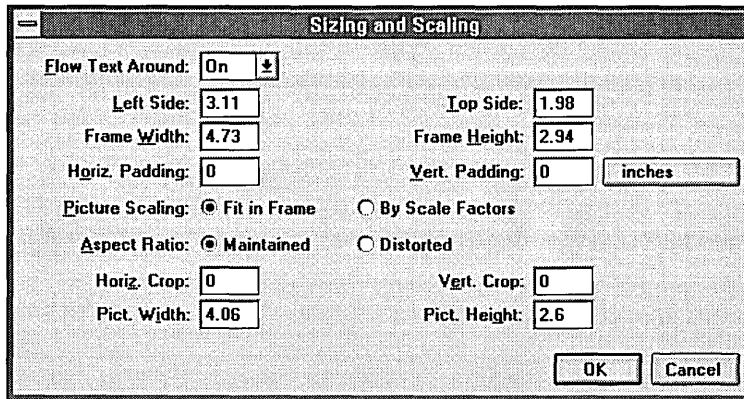 Sizing and Scaling
Flow Text Around: On
Left Side: 3.11 Top Side: 1.98
Frame Width: 4.73 Frame Height: 2.94
Horiz. Padding: 0 Vert. Padding: 0 inches
Picture Scaling: Fit in Frame By Scale Factors
Aspect Ratio: Maintained Distorted
Horiz. Crop: 0 Vert. Crop: 0
Pict. Width: 4.06 Pict. Height: 2.6
OK Cancel